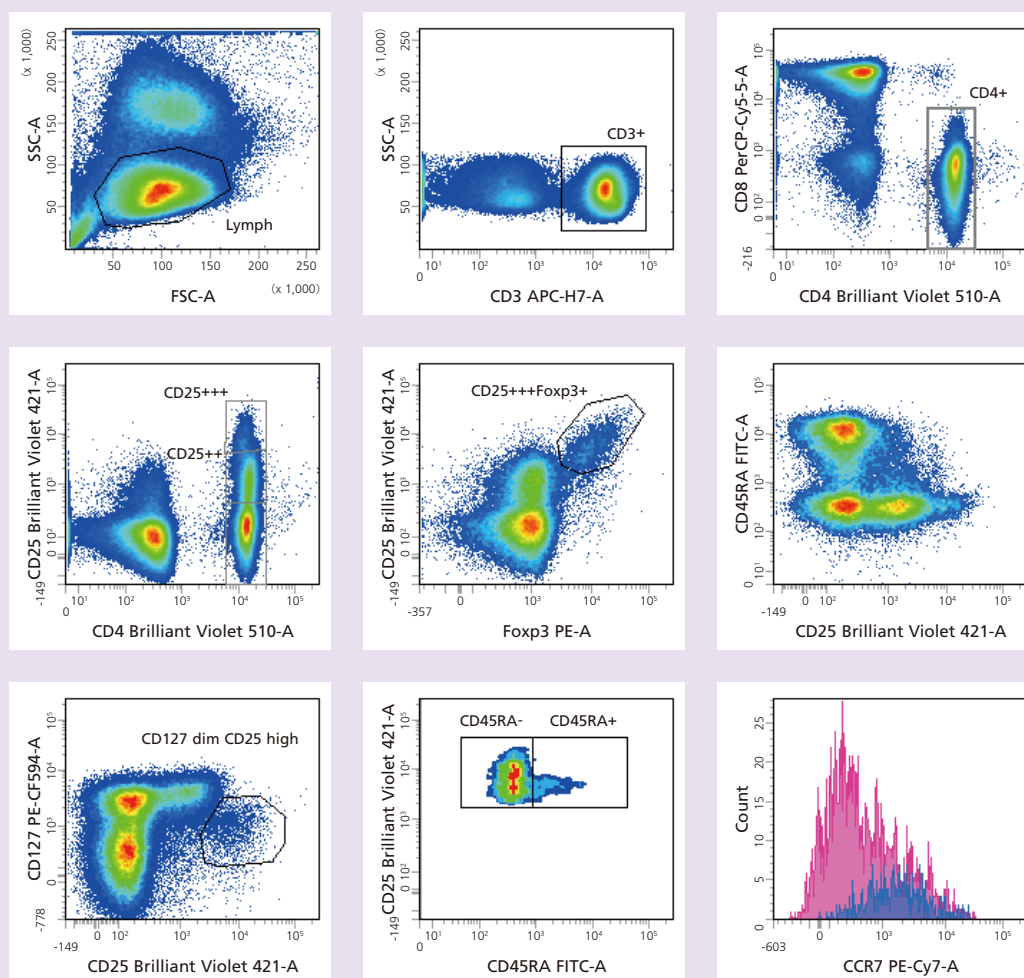 (x 1,000)
SSC-A
250
200
150
100
50
Lymph
50 100 150 200 250
FSC-A
(x 1,000)
(x 1,000)
SSC-A
250
200
150
100
50
CD3+
0 10¹ 10² 10³ 10⁴ 10⁵
CD3 APC-H7-A
CD8 PerCP-Cy5-5-A
10⁵
10⁴
10³
0 10²
-216
CD4+
0 10¹ 10² 10³ 10⁴ 10⁵
CD4 Brilliant Violet 510-A
CD25 Brilliant Violet 421-A
10⁵
10⁴
10³
0 10²
-149
CD25+++
CD25++
0 10¹ 10² 10³ 10⁴ 10⁵
CD4 Brilliant Violet 510-A
CD25 Brilliant Violet 421-A
10⁵
10⁴
10³
0 10²
-149
CD25+++Foxp3+
-357 0 10³ 10⁴ 10⁵
Foxp3 PE-A
CD45RA FITC-A
10⁵
10⁴
10³
10²
0 10¹
-149 0 10² 10³ 10⁴ 10⁵
CD25 Brilliant Violet 421-A
CD127 PE-CF594-A
10⁵
10⁴
10³
0
-778
CD127 dim CD25 high
-149 0 10² 10³ 10⁴ 10⁵
CD25 Brilliant Violet 421-A
CD25 Brilliant Violet 421-A
10⁵
10⁴
10³
0 10²
-149
CD45RA- CD45RA+
0 10¹ 10² 10³ 10⁴ 10⁵
CD45RA FITC-A
Count
25
20
15
10
5
0
-603 0 10³ 10⁴ 10⁵
CCR7 PE-Cy7-A